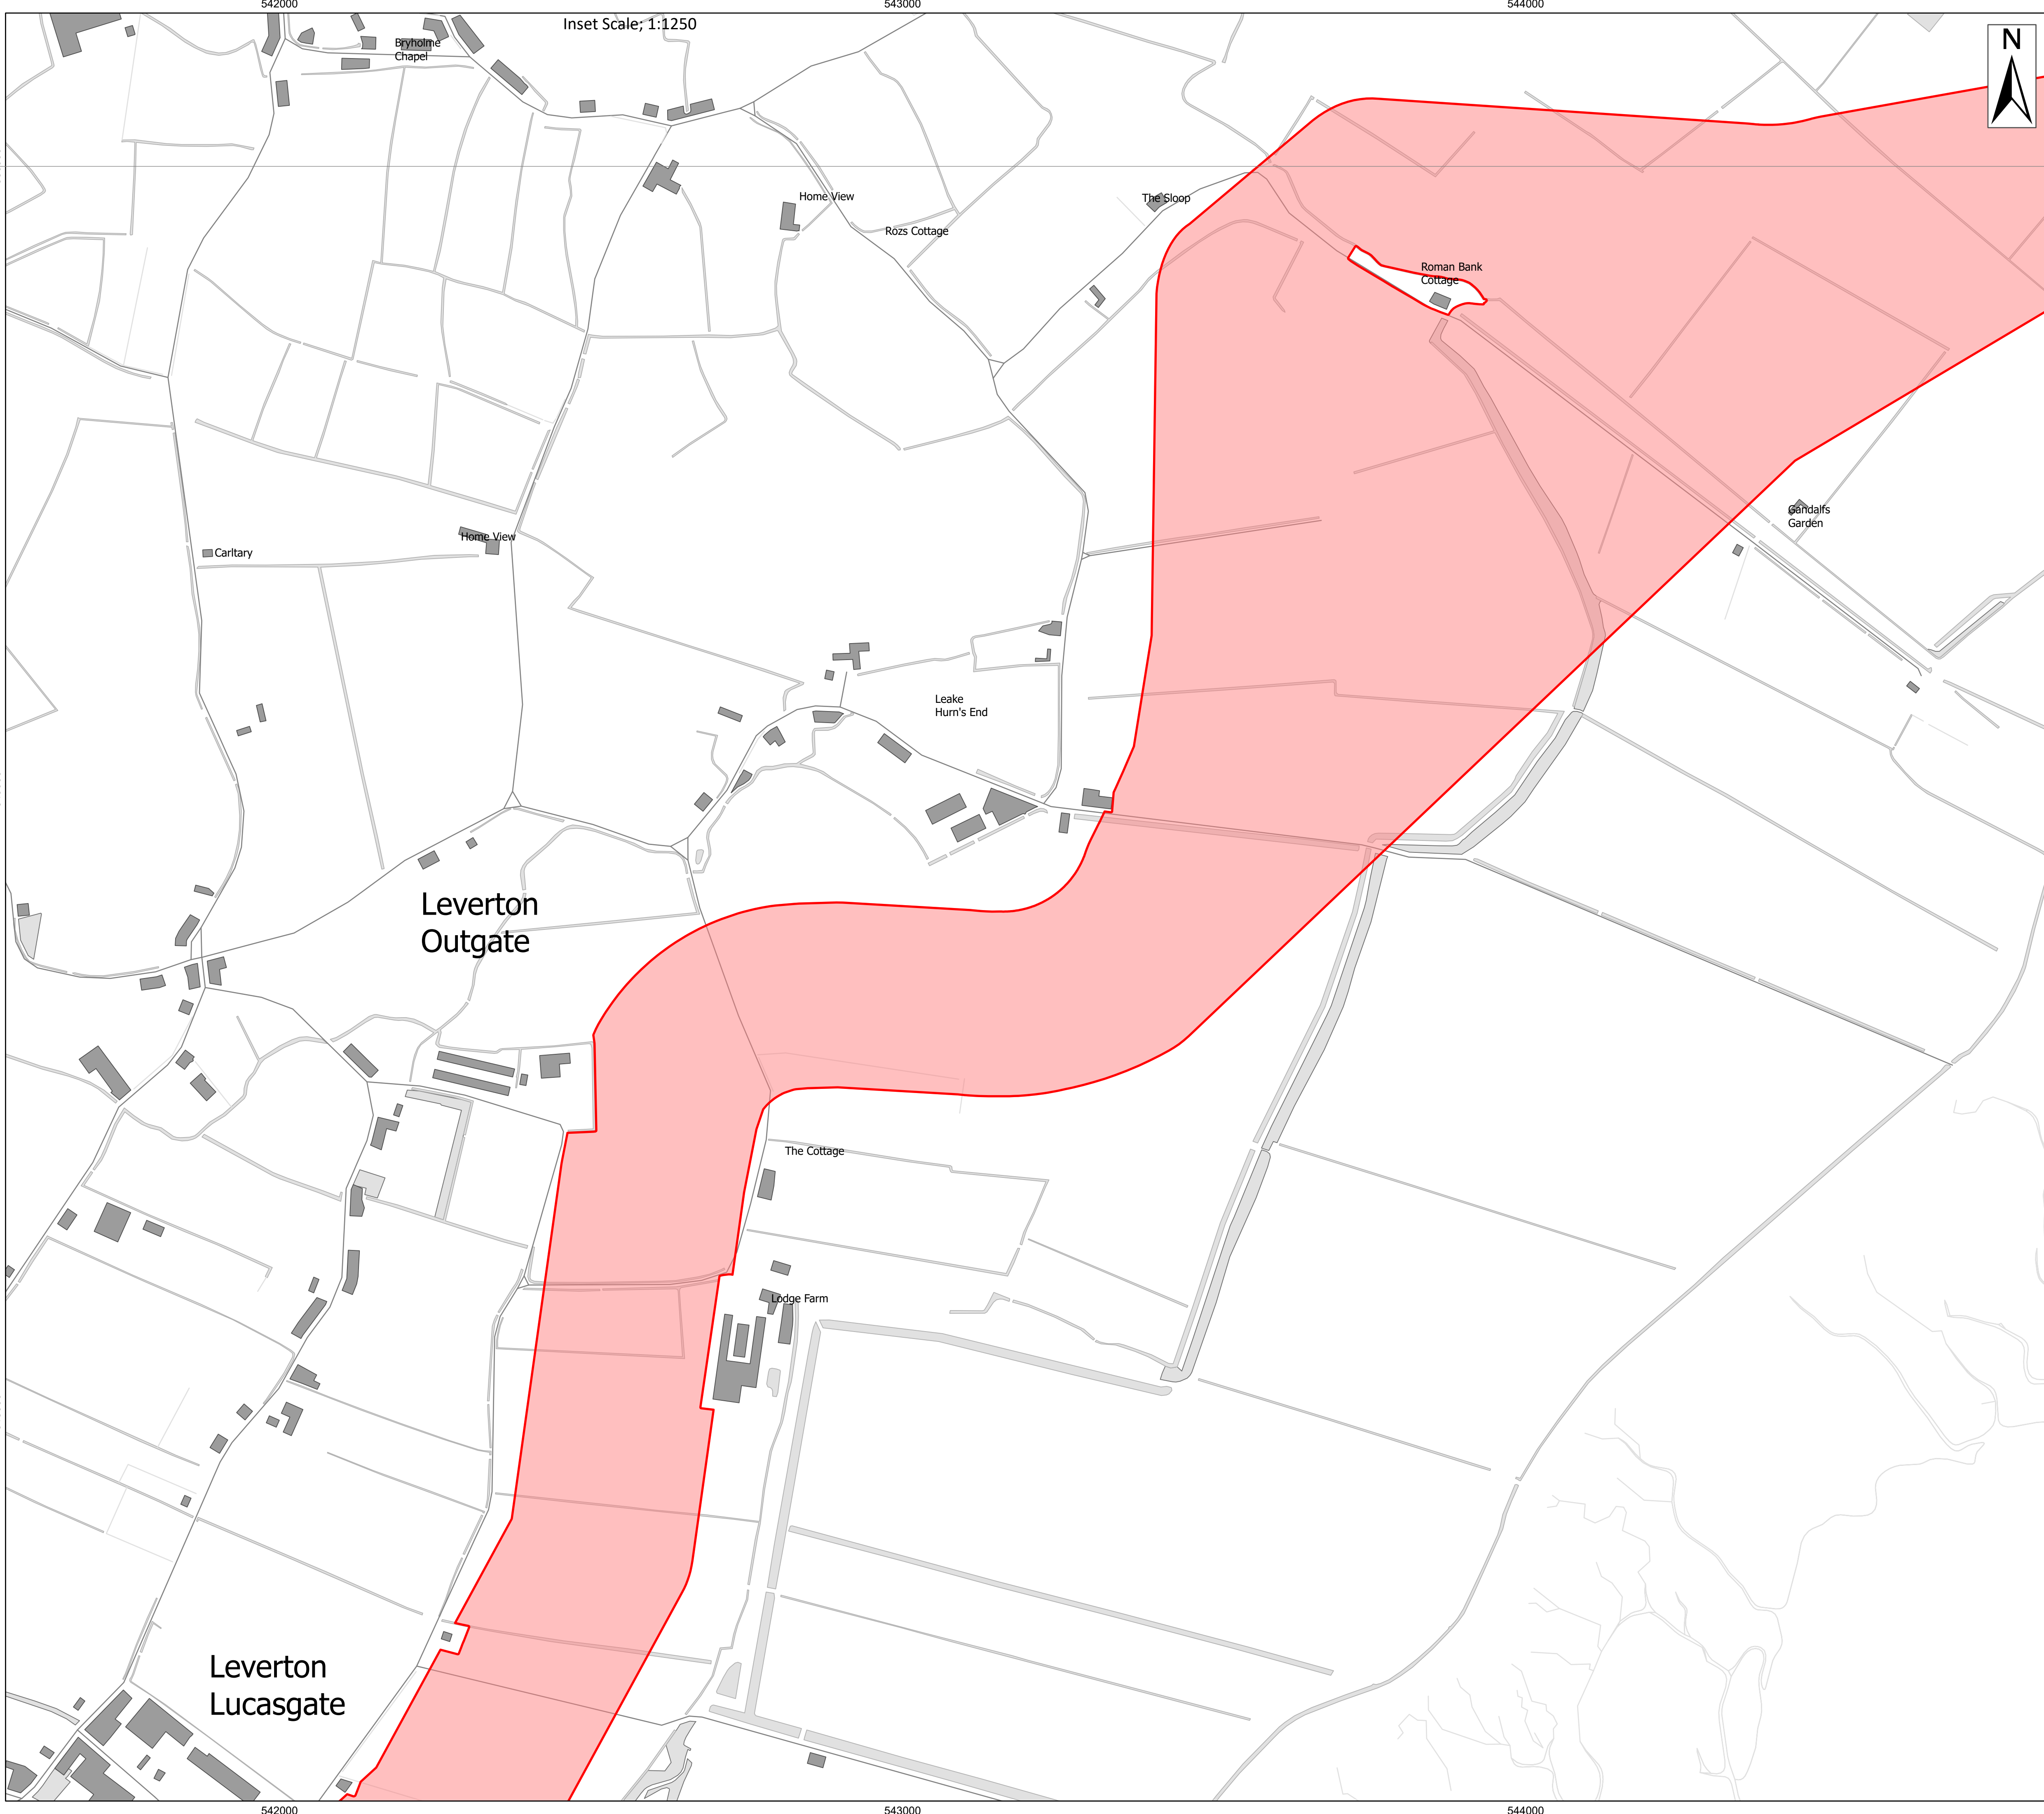 542000
543000
544000
Inset Scale; 1:1250
N
Bryholme
Chapel
Home View
The Sloop
Rozs Cottage
Roman Bank
Cottage
Gandalfs
Garden
Home View
Carltary
Leake
Hurn's End
Leverton
Outgate
The Cottage
Lodge Farm
Leverton
Lucasgate
542000
543000
544000